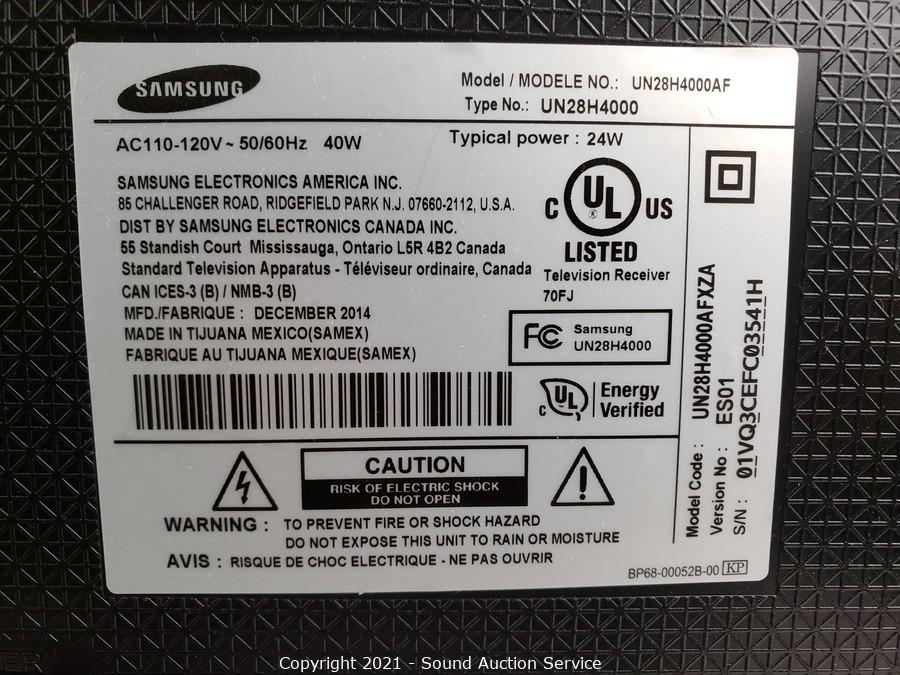 SAMSUNG
Model / MODELE NO.: UN28H4000AF
Type No.: UN28H4000
AC110-120V~ 50/60Hz 40W
Typical power : 24W
SAMSUNG ELECTRONICS AMERICA INC.
85 CHALLENGER ROAD, RIDGEFIELD PARK N.J. 07660-2112, U.S.A.
DIST BY SAMSUNG ELECTRONICS CANADA INC.
55 Standish Court Mississauga, Ontario L5R 4B2 Canada
Standard Television Apparatus - Téléviseur ordinaire, Canada
CAN ICES-3 (B) / NMB-3 (B)
MFD./FABRIQUE : DECEMBER 2014
MADE IN TIJUANA MEXICO(SAMEX)
FABRIQUE AU TIJUANA MEXIQUE(SAMEX)
C UL US
LISTED
Television Receiver
70FJ
FC Samsung
UN28H4000
C UL Energy
Verified
CAUTION
RISK OF ELECTRIC SHOCK
DO NOT OPEN
WARNING : TO PREVENT FIRE OR SHOCK HAZARD
DO NOT EXPOSE THIS UNIT TO RAIN OR MOISTURE
AVIS : RISQUE DE CHOC ELECTRIQUE - NE PAS OUVRIR
Model Code : UN28H4000AFXZA
Version No : ES01
S/N : 01VQ3CEFC03541H
BP68-00052B-00 KP
Copyright 2021 - Sound Auction Service